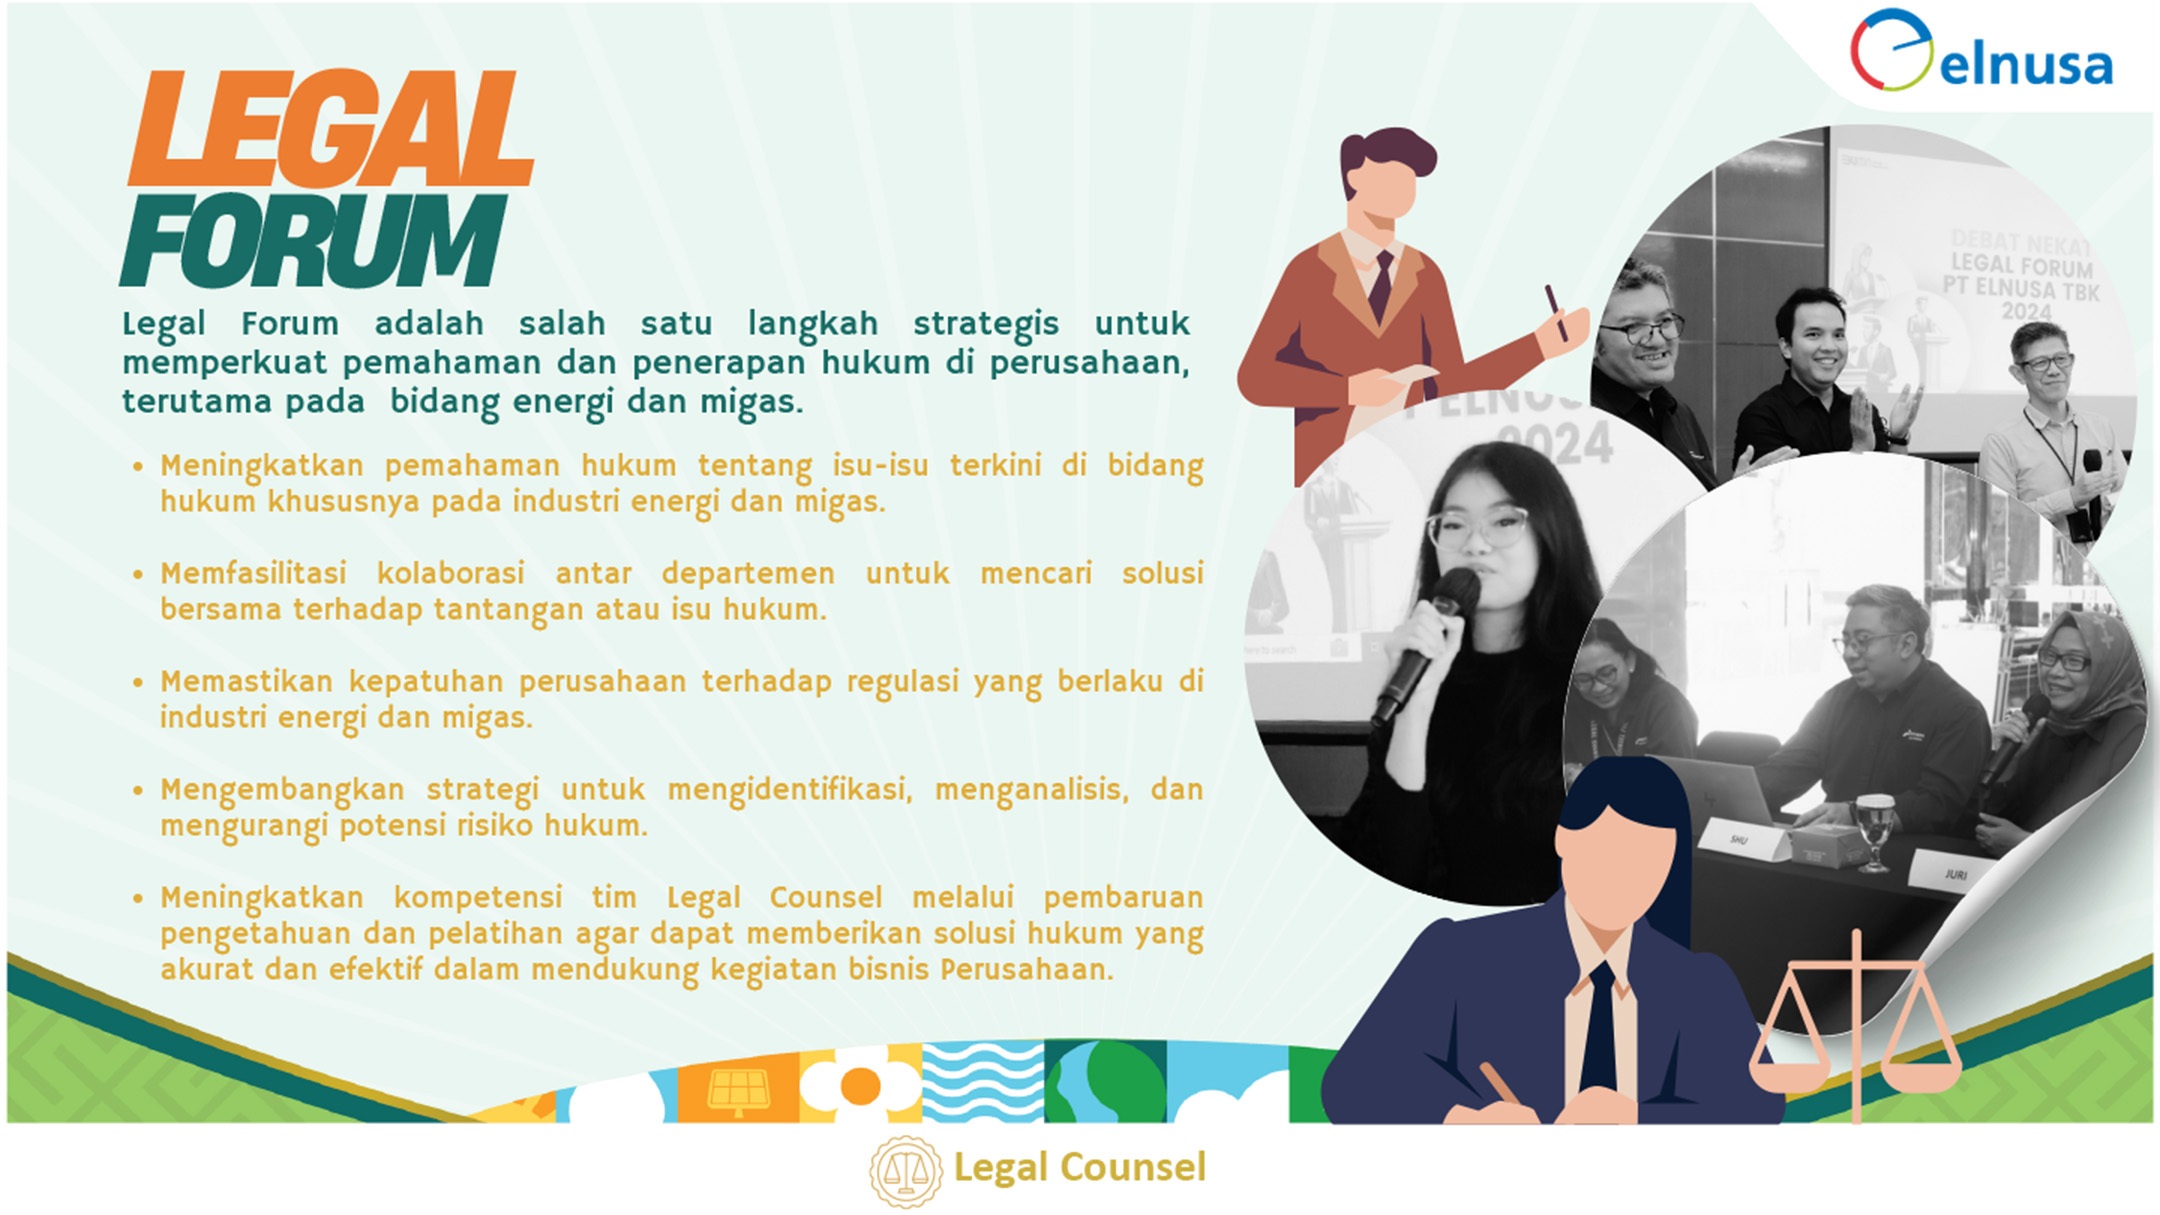 elnusa
LEGAL
FORUM
Legal Forum adalah salah satu langkah strategis untuk
memperkuat pemahaman dan penerapan hukum di perusahaan,
terutama pada bidang energi dan migas.
• Meningkatkan pemahaman hukum tentang isu-isu terkini di bidang
hukum khususnya pada industri energi dan migas.
• Memfasilitasi kolaborasi antar departemen untuk mencari solusi
bersama terhadap tantangan atau isu hukum.
• Memastikan kepatuhan perusahaan terhadap regulasi yang berlaku di
industri energi dan migas.
• Mengembangkan strategi untuk mengidentifikasi, menganalisis, dan
mengurangi potensi risiko hukum.
• Meningkatkan kompetensi tim Legal Counsel melalui pembaruan
pengetahuan dan pelatihan agar dapat memberikan solusi hukum yang
akurat dan efektif dalam mendukung kegiatan bisnis Perusahaan.
DEBAT NEKAT
LEGAL FORUM
PT ELNUSA TBK
2024
2024
here to search
SHU
JURI
Legal Counsel